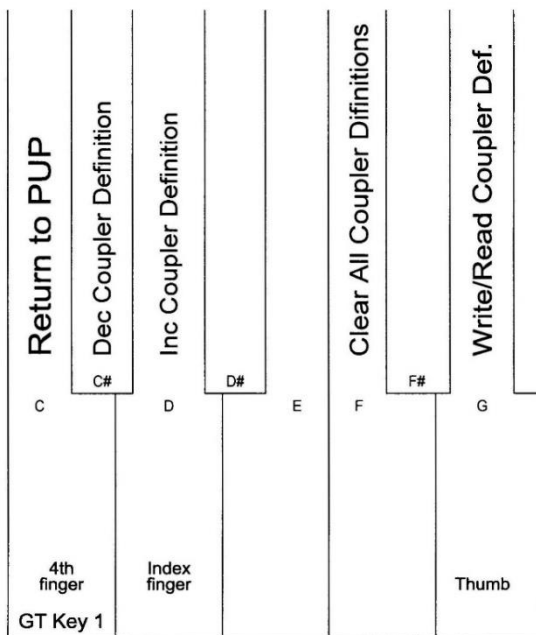 Return to PUP
Dec Coupler Definition
Inc Coupler Definition
Clear All Coupler Difinitions
Write/Read Coupler Def.
C#
D#
F#
C
D
E
F
G
4th
finger
Index
finger
Thumb
GT Key 1